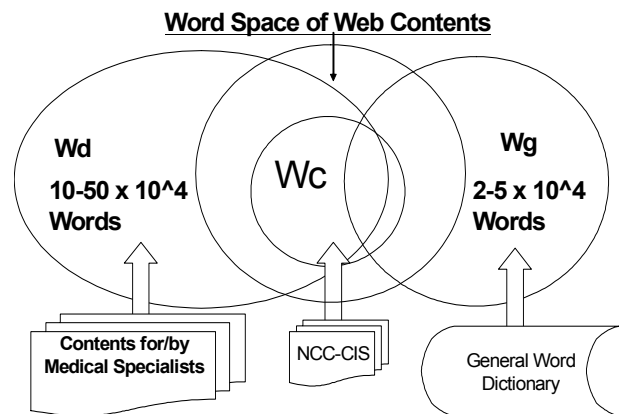 Word Space of Web Contents
Wd
10-50 x 10^4
Words
Wc
Wg
2-5 x 10^4
Words
Contents for/by
Medical Specialists
NCC-CIS
General Word
Dictionary